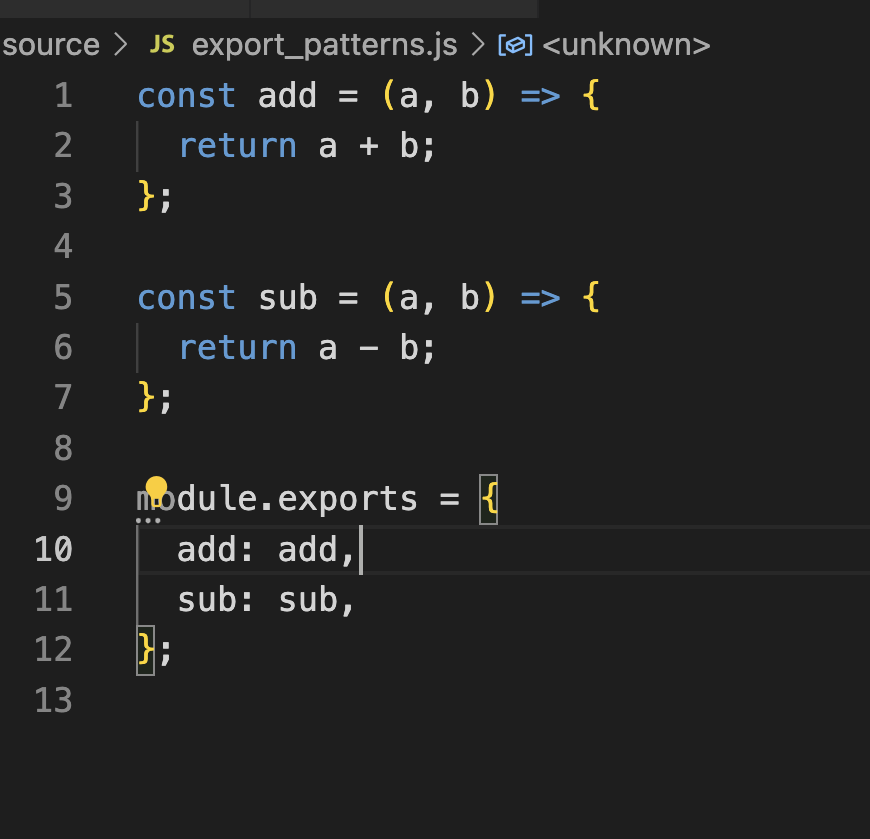 source > JS export_patterns.js > <unknown>
1 const add = (a, b) => {
2   return a + b;
3 };
4
5 const sub = (a, b) => {
6   return a - b;
7 };
8
9 module.exports = {
10   add: add,
11   sub: sub,
12 };
13